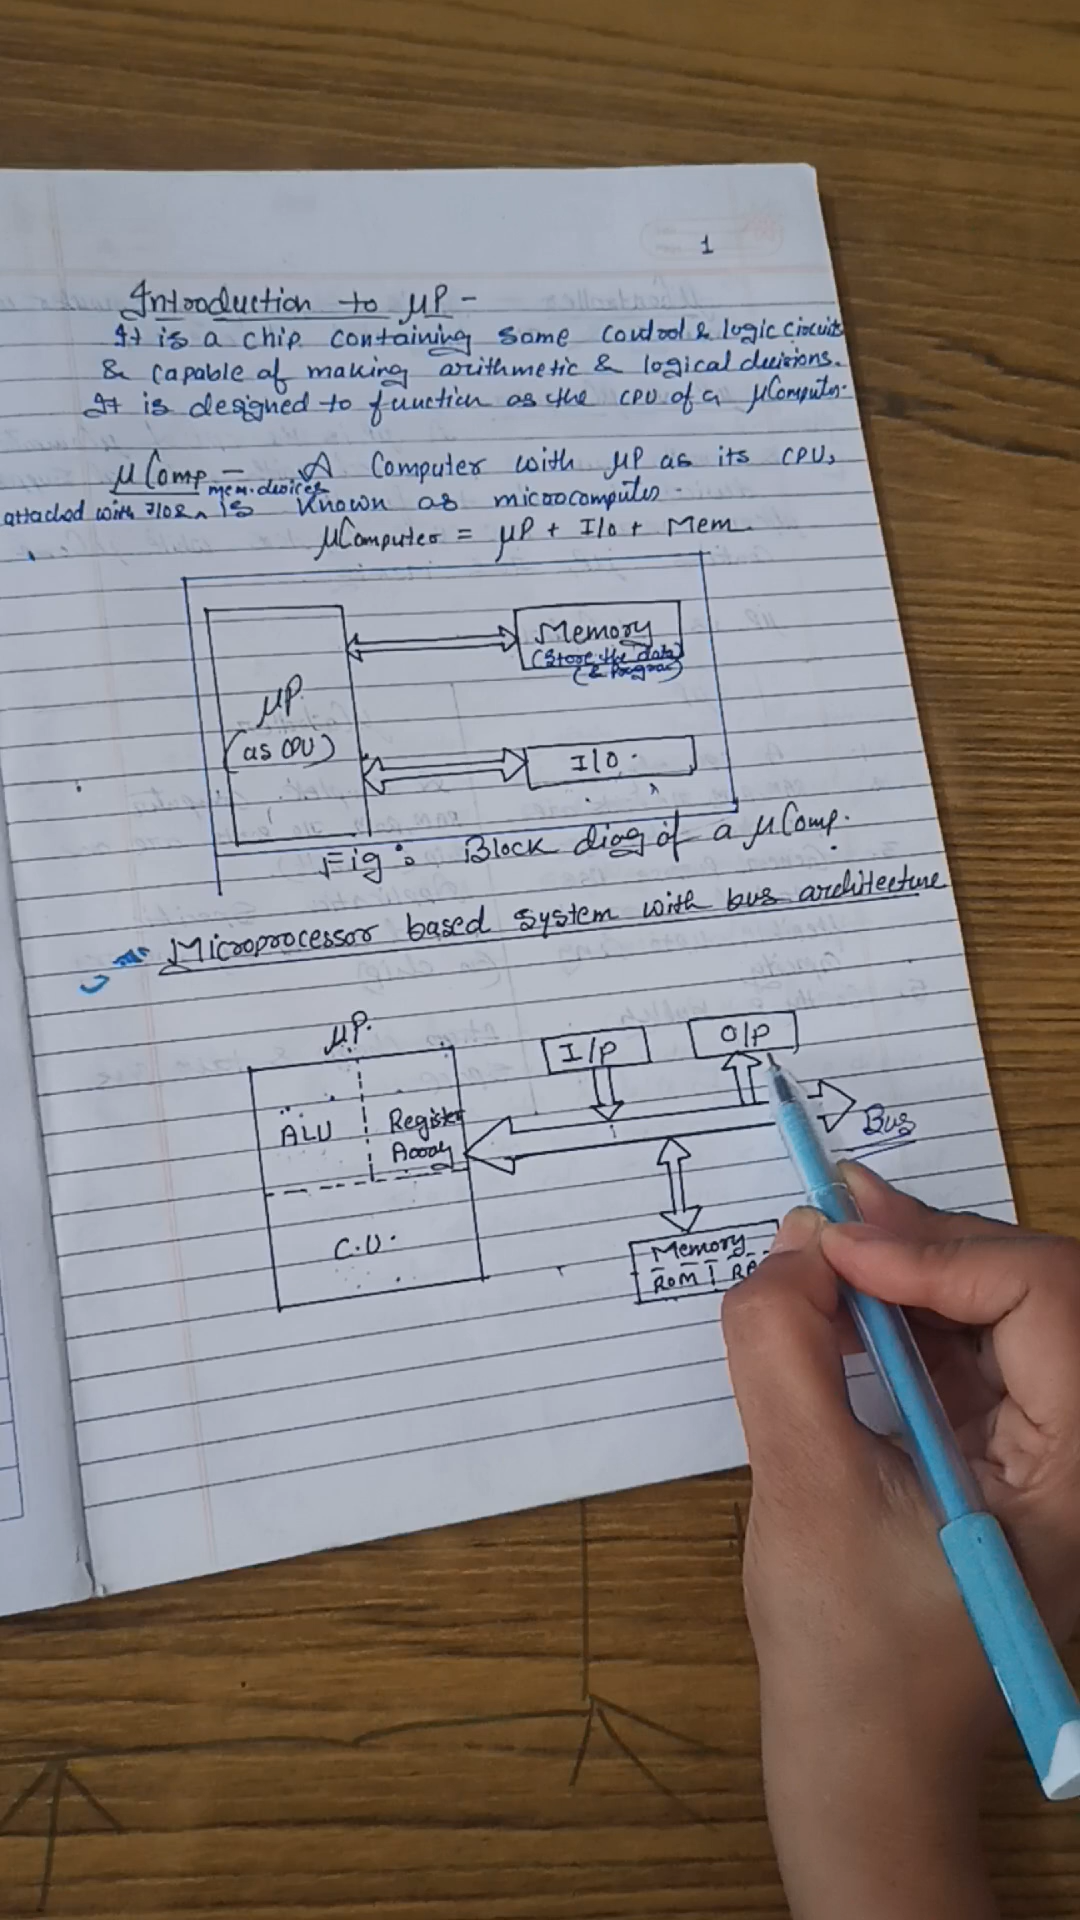 1
Introduction to μP -
It is a chip containing some control & logic circuits
& capable of making arithmetic & logical decisions.
It is designed to function as the CPU of a μComputer.
μComp - A Computer with μP as its CPU,
mem. devices
attached with I/O & ^ is known as microcomputer.
μComputer = μP + I/O + Mem.
Memory
(Store the data)
(& Program)
μP
(as CPU)
I/O
Fig: Block diag of a μComp.
Microprocessor based system with bus architecture
μP.
I/P
O/P
ALU
Register
Array
Bus
C.U.
Memory
ROM